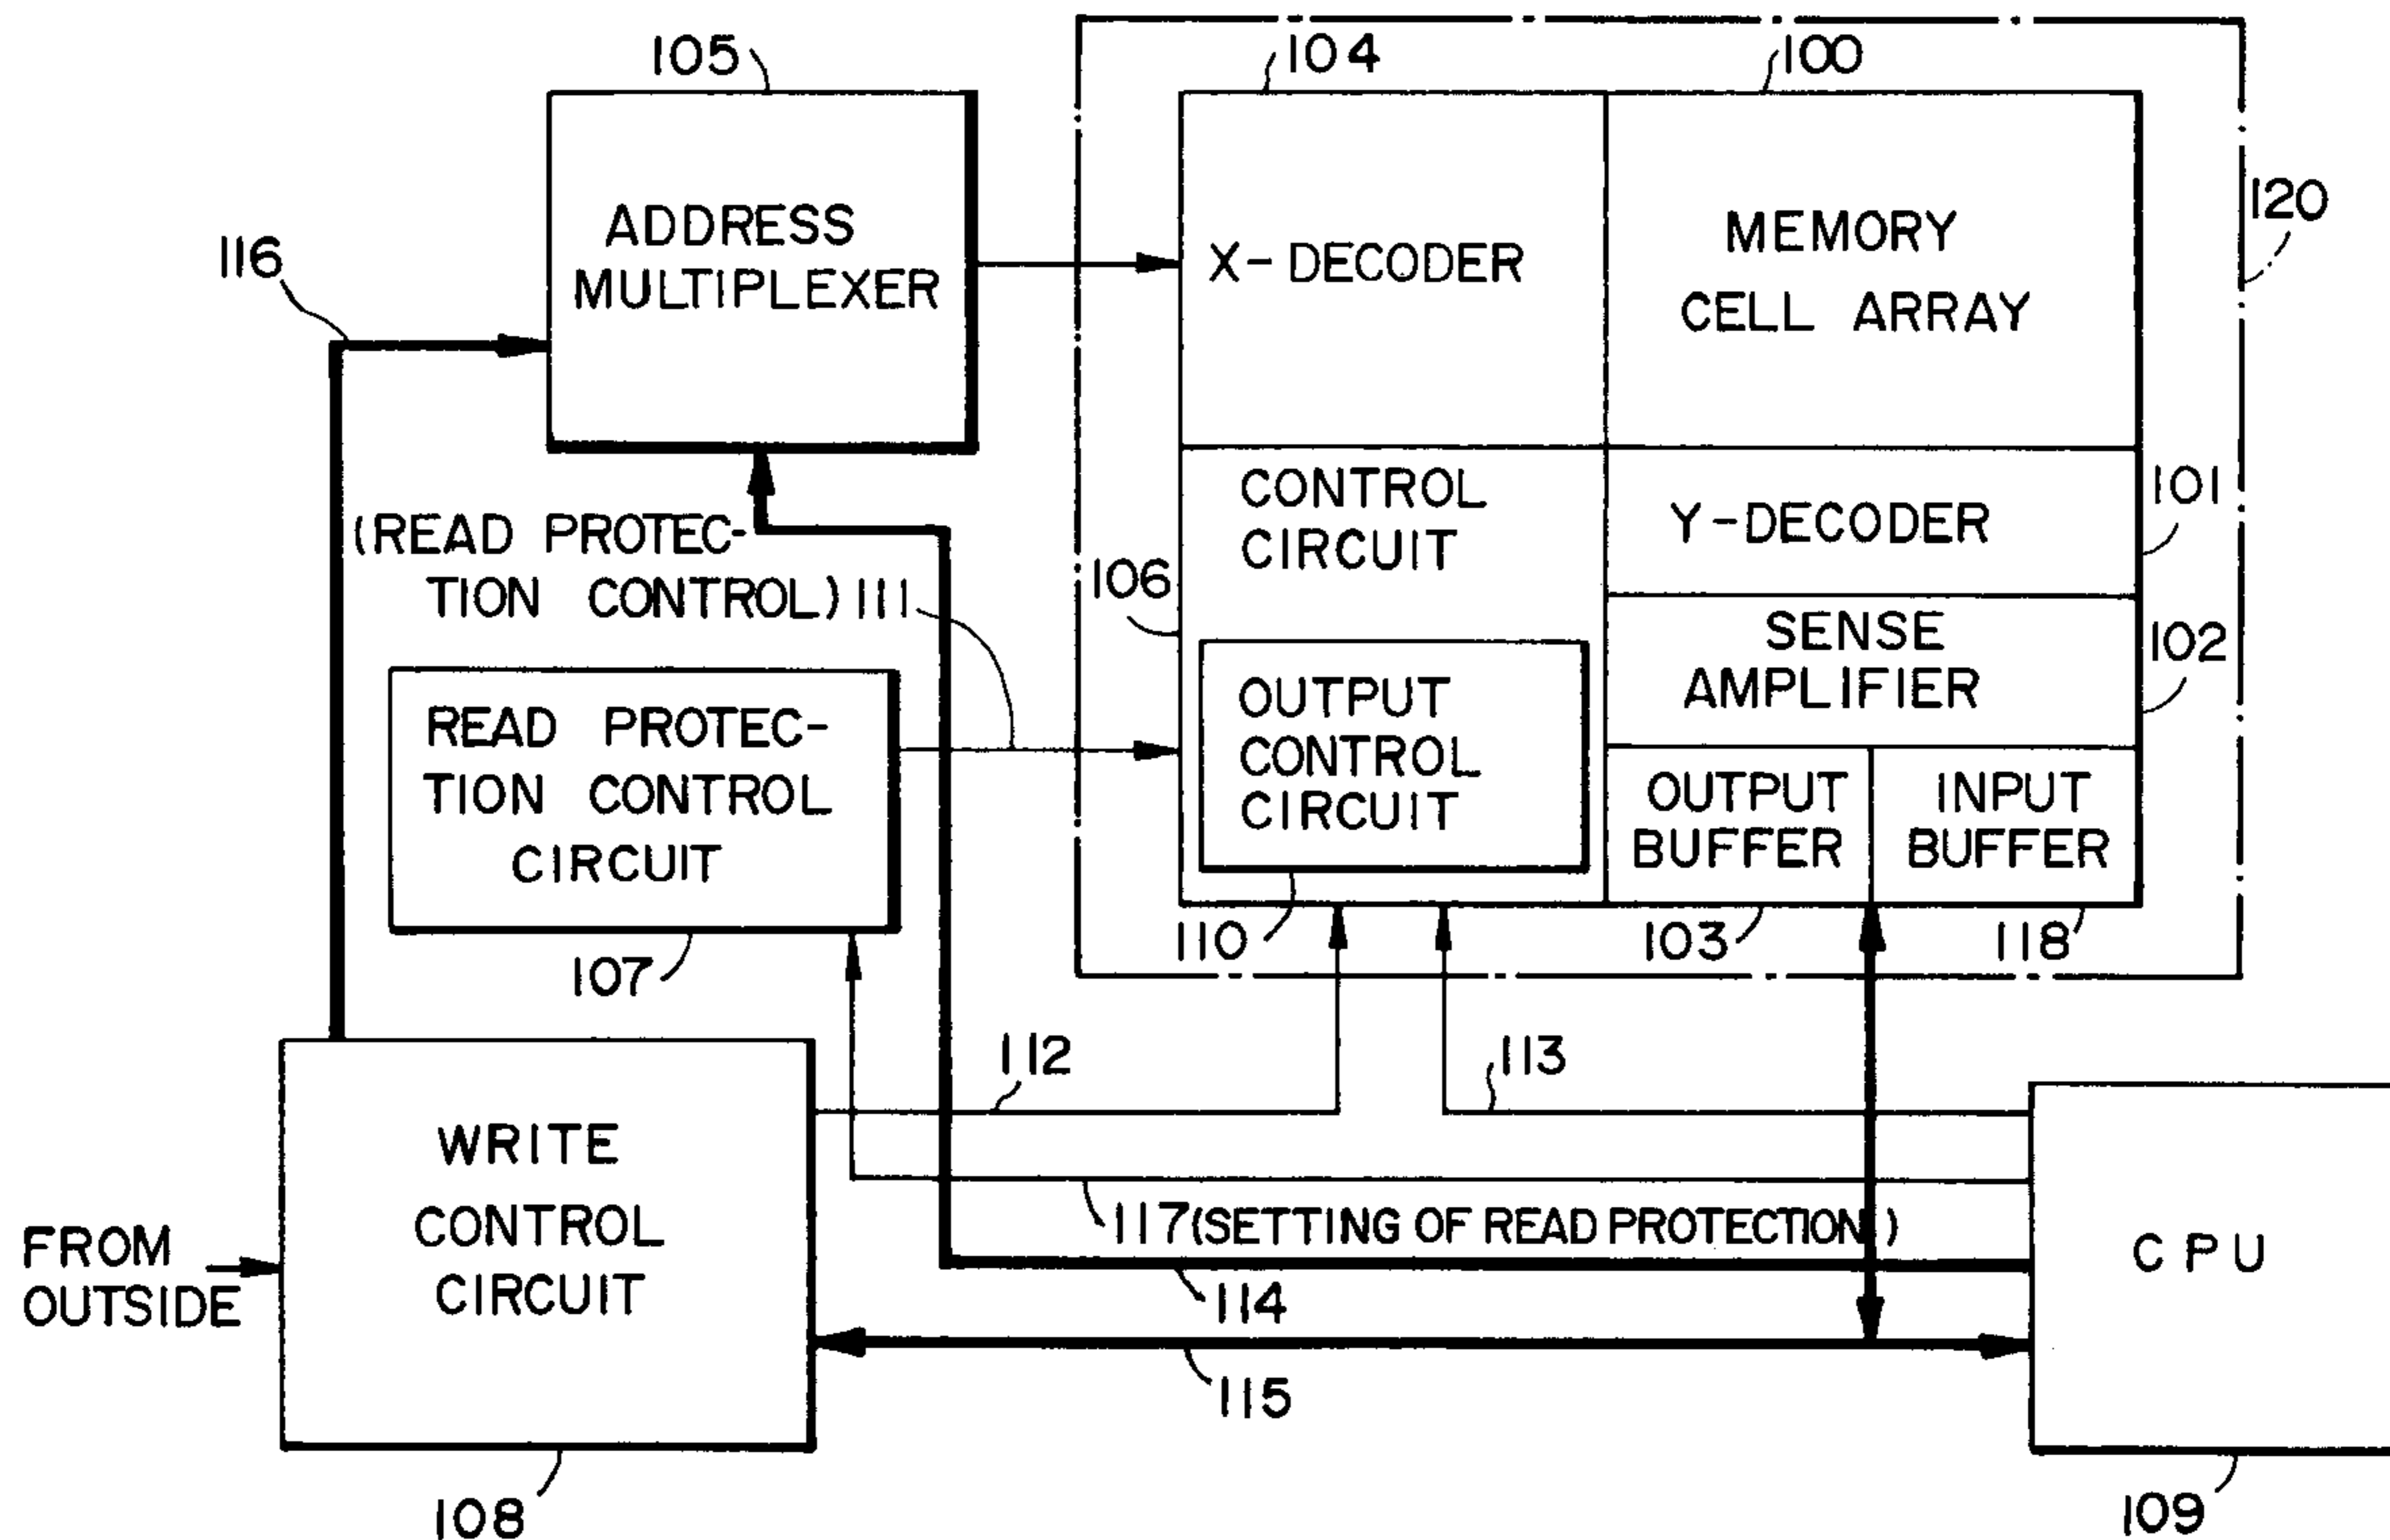 105
104
100
120
116
ADDRESS
MULTIPLEXER
X-DECODER
MEMORY
CELL ARRAY
(READ PROTEC-
TION CONTROL) 111
106
CONTROL
CIRCUIT
Y-DECODER
101
SENSE
AMPLIFIER
102
READ PROTEC-
TION CONTROL
CIRCUIT
OUTPUT
CONTROL
CIRCUIT
OUTPUT
BUFFER
INPUT
BUFFER
107
110
103
118
112
113
WRITE
CONTROL
CIRCUIT
117(SETTING OF READ PROTECTION)
FROM
OUTSIDE
CPU
114
115
108
109